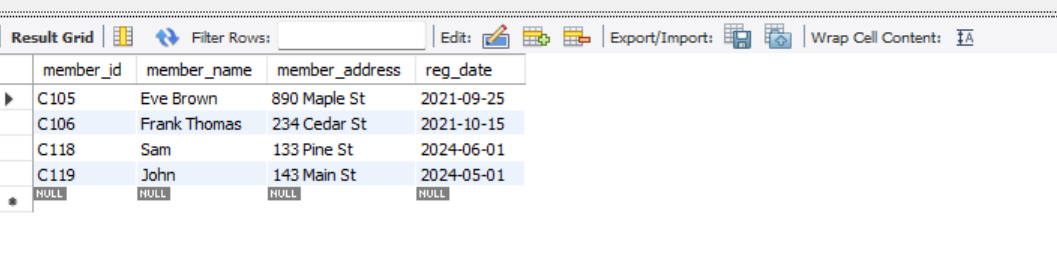 Result Grid Filter Rows: Edit: Export/Import: Wrap Cell Content: IA
member_id member_name member_address reg_date
C105 Eve Brown 890 Maple St 2021-09-25
C106 Frank Thomas 234 Cedar St 2021-10-15
C118 Sam 133 Pine St 2024-06-01
C119 John 143 Main St 2024-05-01
NULL NULL NULL NULL